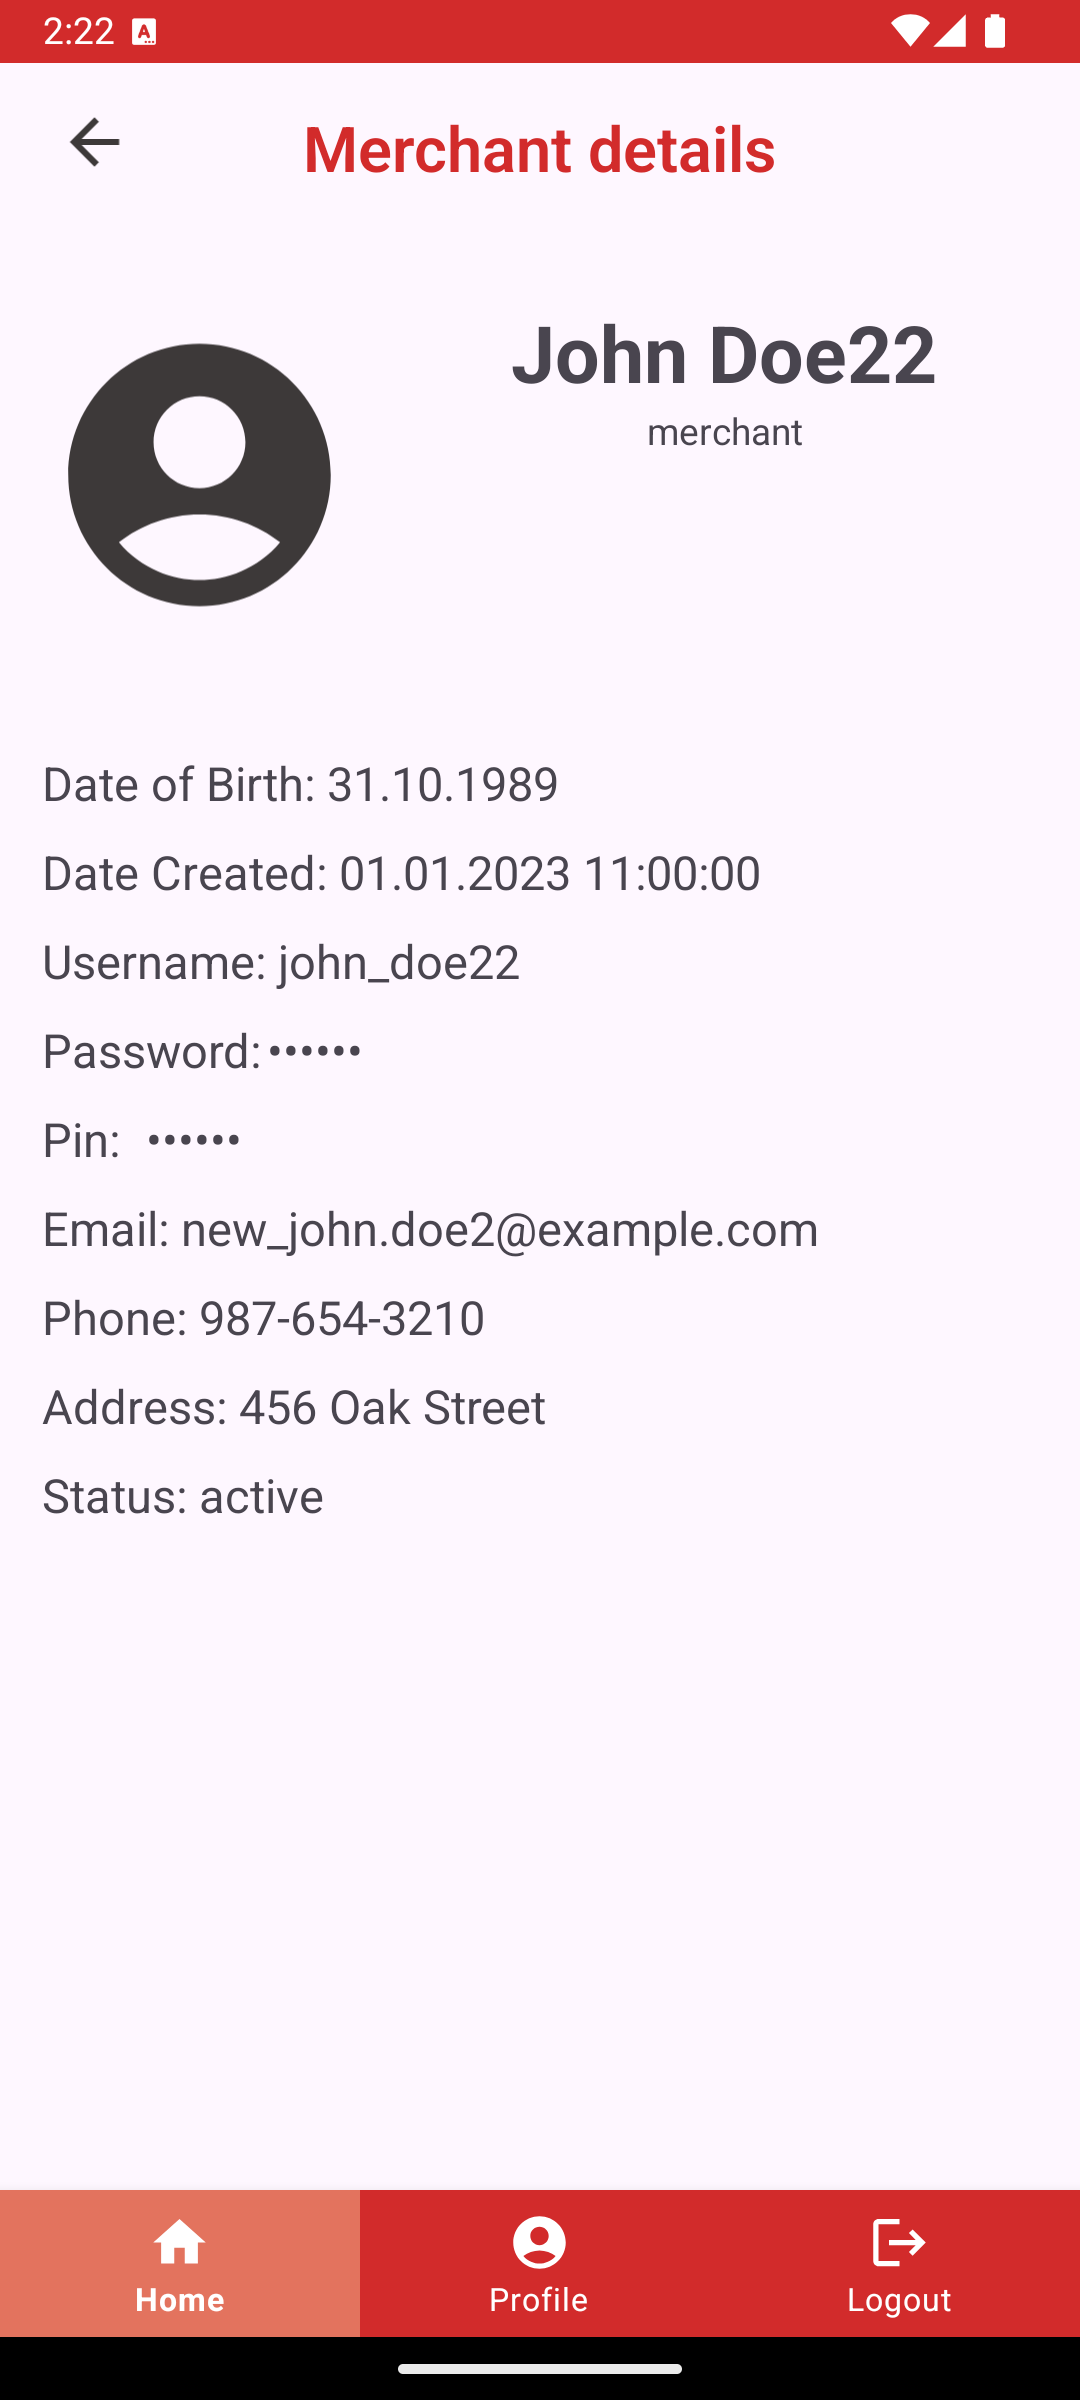 2:22
Merchant details
John Doe22
merchant
Date of Birth: 31.10.1989
Date Created: 01.01.2023 11:00:00
Username: john_doe22
Password: ••••••
Pin: ••••••
Email: new_john.doe2@example.com
Phone: 987-654-3210
Address: 456 Oak Street
Status: active
Home
Profile
Logout